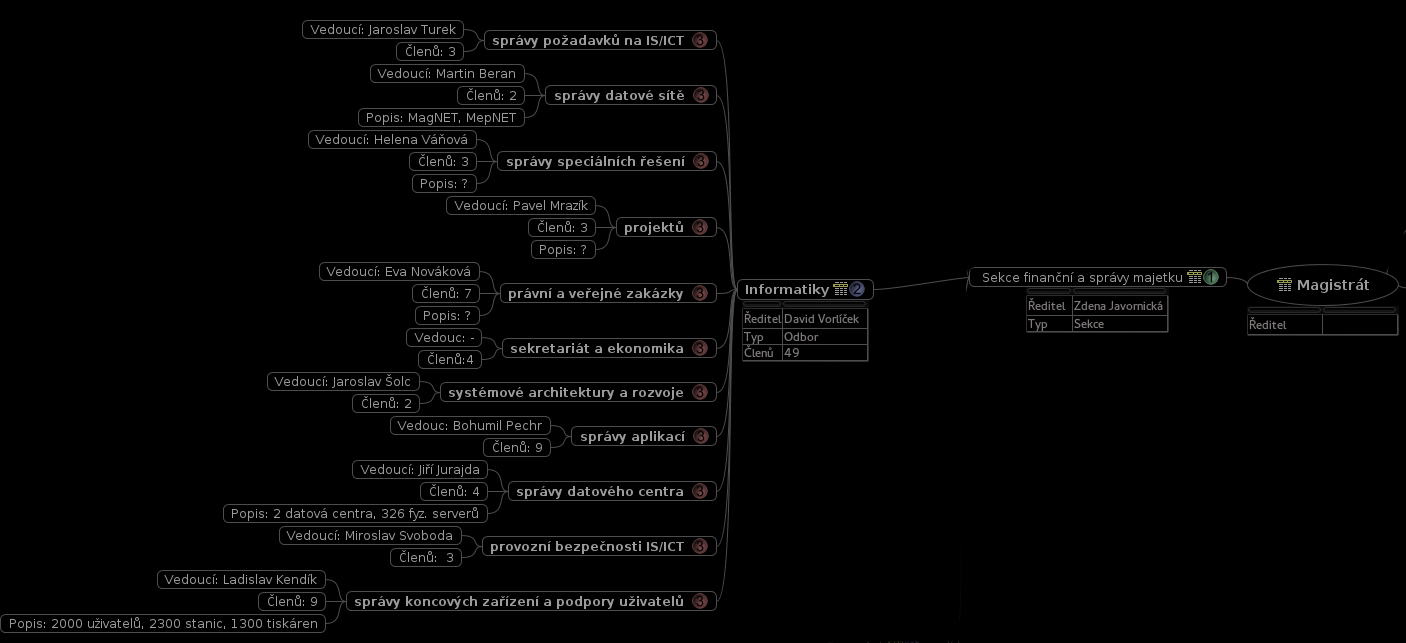 Vedoucí: Jaroslav Turek
Členů: 3
správy požadavků na IS/ICT 3
Vedoucí: Martin Beran
Členů: 2
Popis: MagNET, MepNET
správy datové sítě 3
Vedoucí: Helena Váňová
Členů: 3
Popis: ?
správy speciálních řešení 3
Vedoucí: Pavel Mrazík
Členů: 3
Popis: ?
projektů 3
Vedoucí: Eva Nováková
Členů: 7
Popis: ?
právní a veřejné zakázky 3
Vedouc: -
Členů:4
sekretariát a ekonomika 3
Vedoucí: Jaroslav Šolc
Členů: 2
systémové architektury a rozvoje 3
Vedouc: Bohumil Pechr
Členů: 9
správy aplikací 3
Vedoucí: Jiří Jurajda
Členů: 4
Popis: 2 datová centra, 326 fyz. serverů
správy datového centra 3
Vedoucí: Miroslav Svoboda
Členů: 3
provozní bezpečnosti IS/ICT 3
Vedoucí: Ladislav Kendík
Členů: 9
Popis: 2000 uživatelů, 2300 stanic, 1300 tiskáren
správy koncových zařízení a podpory uživatelů 3
Informatiky 2
Ředitel David Vorlíček
Typ Odbor
Členů 49
Sekce finanční a správy majetku 1
Ředitel Zdena Javornická
Typ Sekce
Magistrát
Ředitel